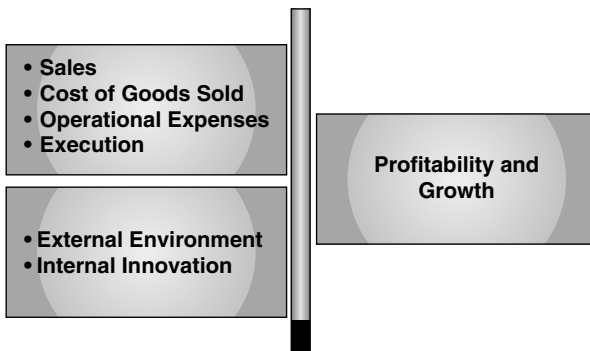 • Sales
• Cost of Goods Sold
• Operational Expenses
• Execution
• External Environment
• Internal Innovation
Profitability and
Growth